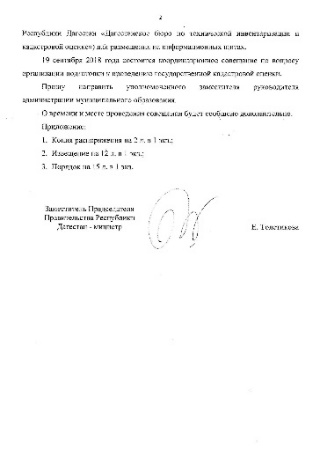 2
Республики Дагестан «Дагестанское бюро по технической инвентаризации и
кадастровой оценке») для размещения на информационных щитах.
19 сентября 2018 года состоится координационное совещание по вопросу
организации подготовки к проведению государственной кадастровой оценки.
Прошу направить уполномоченного заместителя руководителя
администрации муниципального образования.
О времени и месте проведения совещания будет сообщено дополнительно.
Приложения:
1. Копия распоряжения на 2 л. в 1 экз.;
2. Извещение на 12 л. в 1 экз.;
3. Порядок на 15 л. в 1 экз.
Заместитель Председателя
Правительства Республики
Дагестан - министр
Е. Толстикова